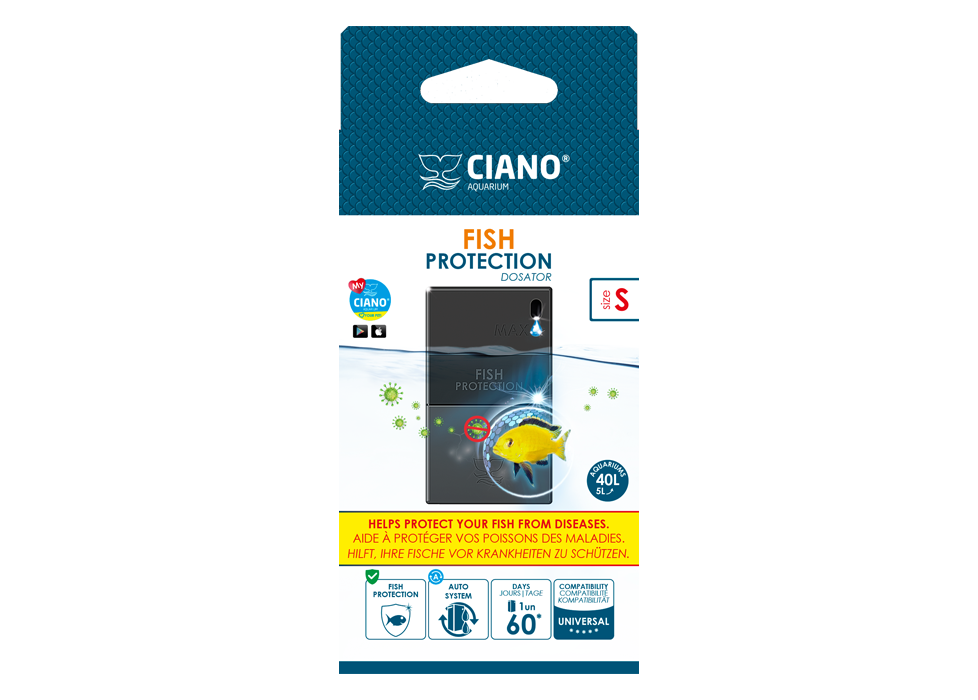 CIANO®
AQUARIUM
FISH
PROTECTION
DOSATOR
MY
CIANO®
AQUARIUM
size S
MAX
FISH
PROTECTION
AQUARIUMS
40L
5L
HELPS PROTECT YOUR FISH FROM DISEASES.
AIDE À PROTÉGER VOS POISSONS DES MALADIES.
HILFT, IHRE FISCHE VOR KRANKHEITEN ZU SCHÜTZEN.
FISH
PROTECTION
A
AUTO
SYSTEM
DAYS
JOURS|TAGE
1un
60*
COMPATIBILITY
COMPATIBILITÉ
KOMPATIBILITÄT
UNIVERSAL